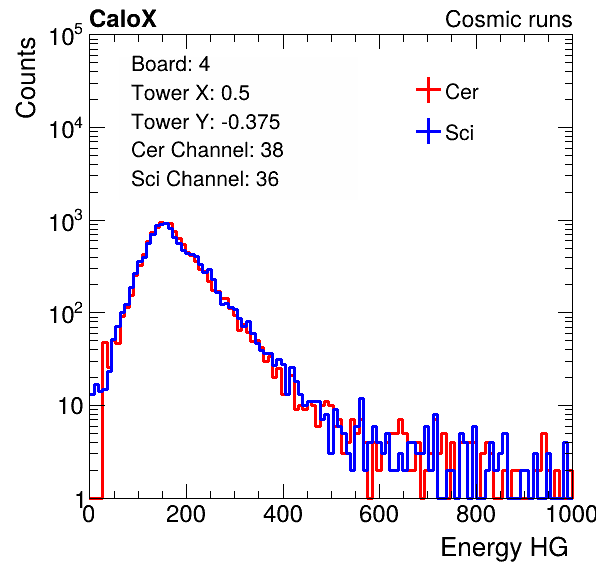 CaloX Cosmic runs
Counts
10^5
10^4
10^3
10^2
10
1
Board: 4
Tower X: 0.5
Tower Y: -0.375
Cer Channel: 38
Sci Channel: 36
Cer
Sci
0 200 400 600 800 1000
Energy HG